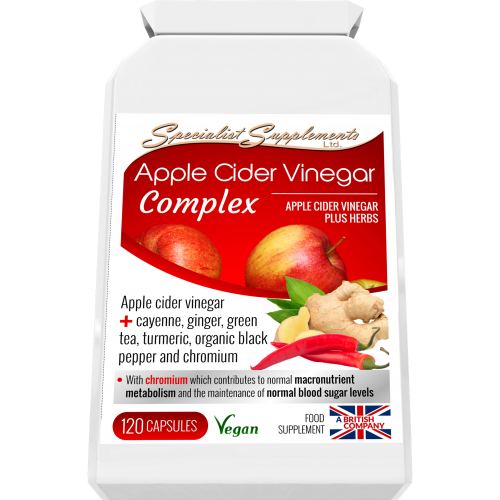 Specialist Supplements
Ltd.
Apple Cider Vinegar
Complex
APPLE CIDER VINEGAR
PLUS HERBS
Apple cider vinegar
+ cayenne, ginger, green
tea, turmeric, organic black
pepper and chromium
• With chromium which contributes to normal macronutrient
metabolism and the maintenance of normal blood sugar levels
120 CAPSULES
Vegan
FOOD
SUPPLEMENT
A BRITISH
COMPANY